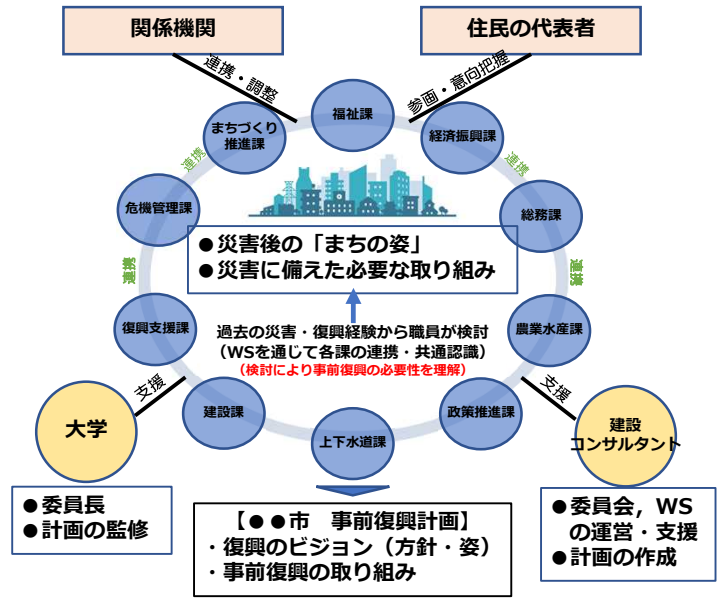 関係機関
住民の代表者
連携・調整
参画・意向把握
福祉課
まちづくり
推進課
経済振興課
連携
連携
危機管理課
総務課
●災害後の「まちの姿」
●災害に備えた必要な取り組み
連携
連携
過去の災害・復興経験から職員が検討
（WSを通じて各課の連携・共通認識）
（検討により事前復興の必要性を理解）
復興支援課
農業水産課
支援
支援
建設課
政策推進課
上下水道課
大学
建設
コンサルタント
●委員長
●計画の監修
【●●市　事前復興計画】
・復興のビジョン（方針・姿）
・事前復興の取り組み
●委員会，WS
の運営・支援
●計画の作成